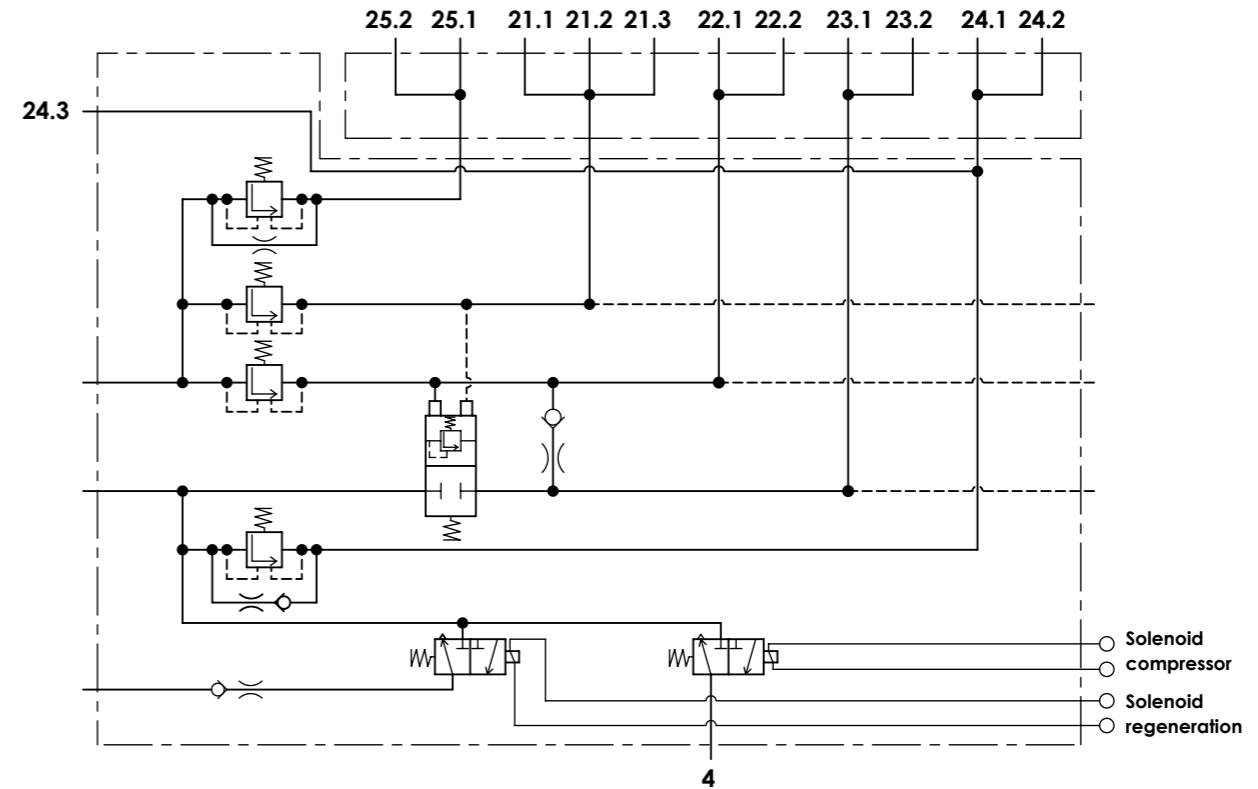 25.2 25.1 21.1 21.2 21.3 22.1 22.2 23.1 23.2 24.1 24.2
24.3
Solenoid
compressor
Solenoid
regeneration
4